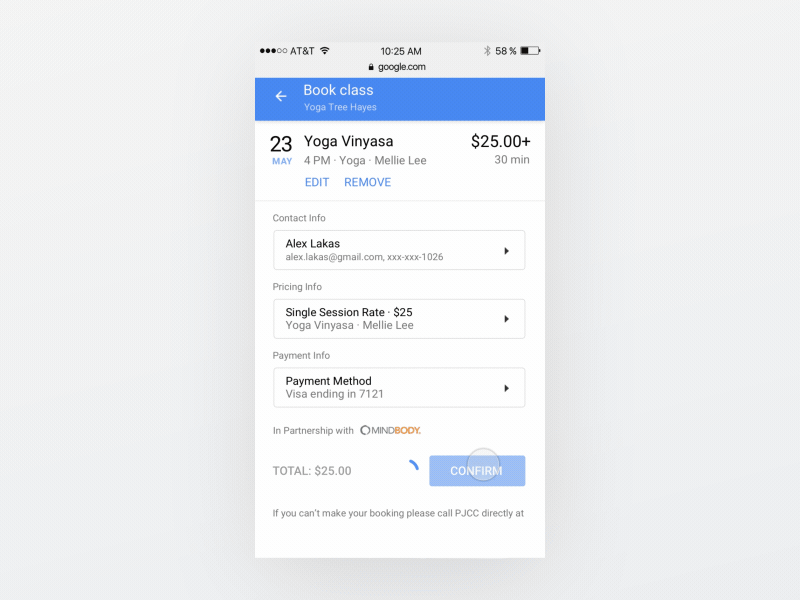 AT&T 10:25 AM 58 %
google.com
Book class
Yoga Tree Hayes
23 Yoga Vinyasa $25.00+
MAY 4 PM · Yoga · Mellie Lee 30 min
EDIT REMOVE
Contact Info
Alex Lakas
alex.lakas@gmail.com, xxx-xxx-1026
Pricing Info
Single Session Rate · $25
Yoga Vinyasa · Mellie Lee
Payment Info
Payment Method
Visa ending in 7121
In Partnership with MINDBODY.
TOTAL: $25.00 CONFIRM
If you can't make your booking please call PJCC directly at